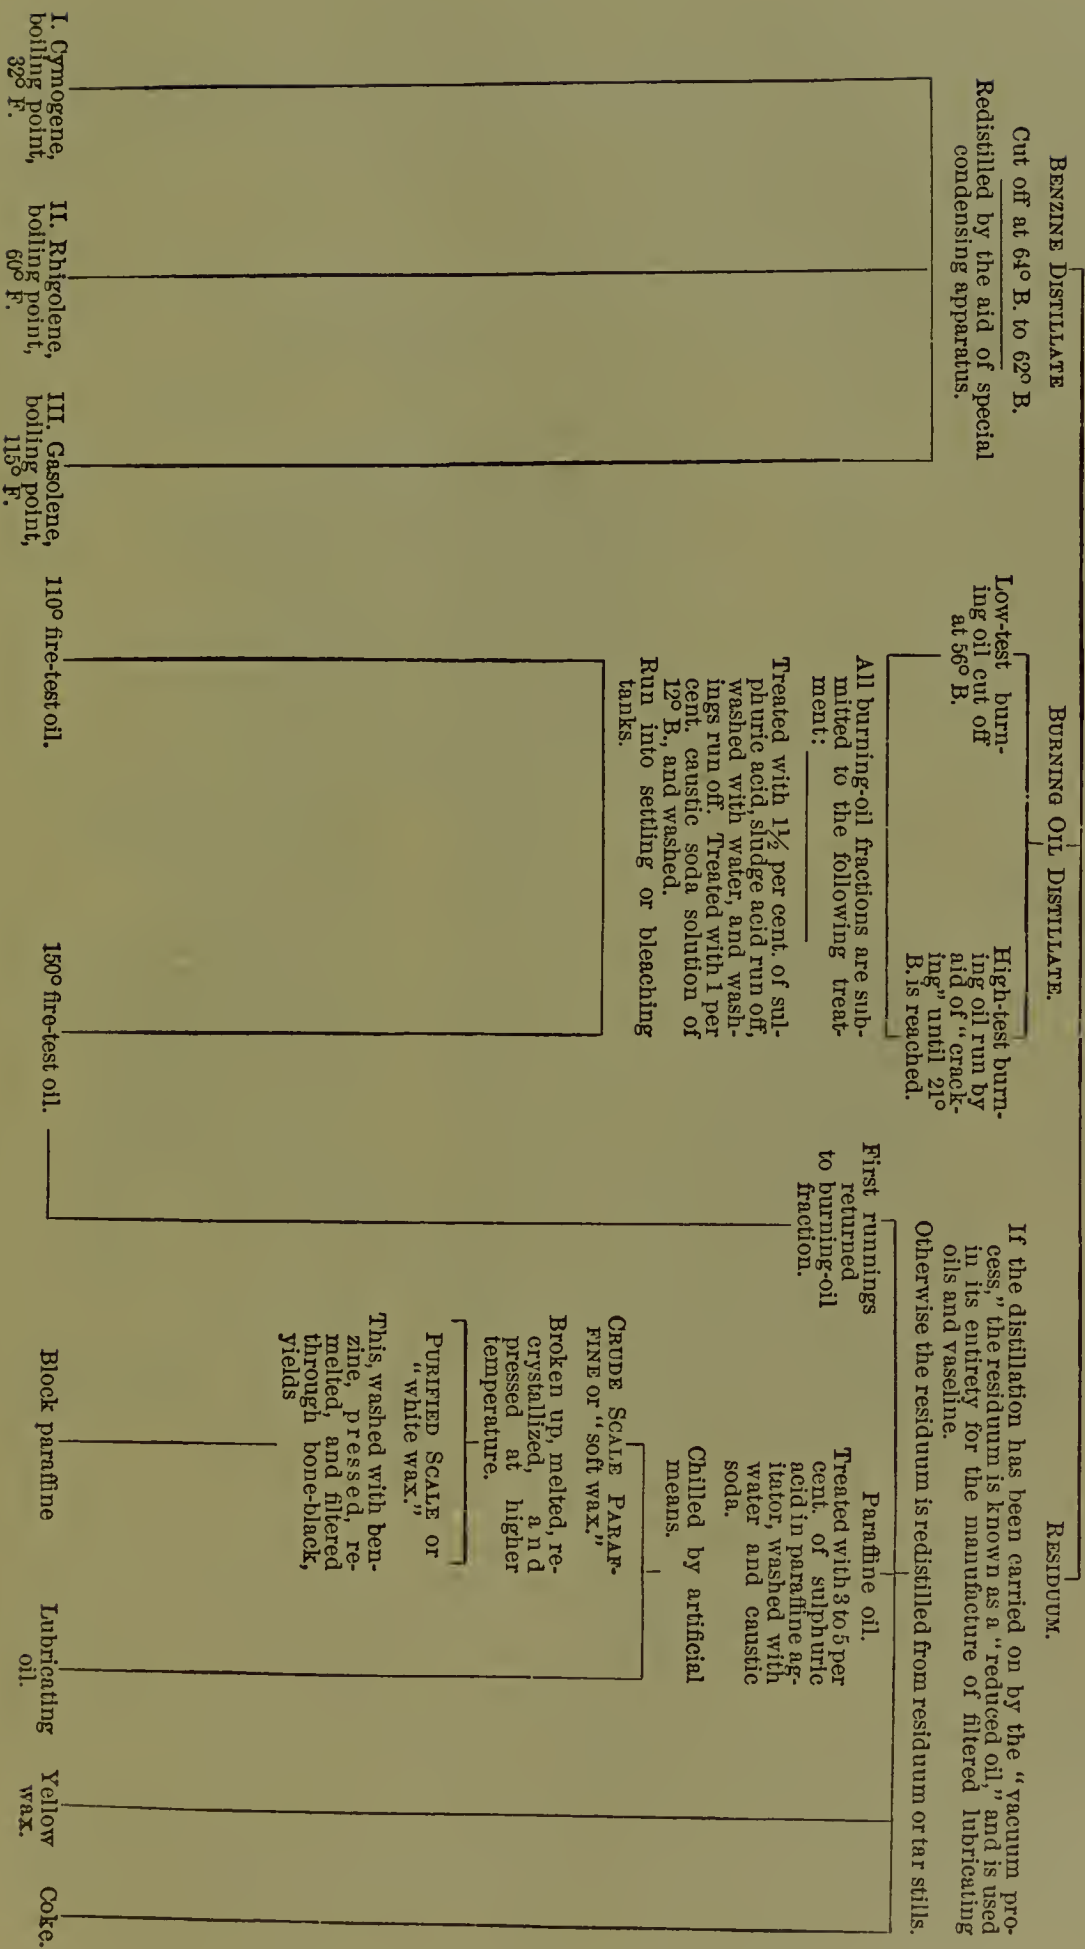 BENZINE DISTILLATE
Cut off at 64° B. to 62° B.
Redistilled by the aid of special
condensing apparatus.
I. Cymogene,
boiling point,
32° F.
II. Rhigolene,
boiling point,
60° F.
III. Gasolene,
boiling point,
115° F.
BURNING OIL DISTILLATE.
Low-test burn-
ing oil cut off
at 56° B.
High-test burn-
ing oil run by
aid of "crack-
ing" until 21°
B. is reached.
All burning-oil fractions are sub-
mitted to the following treat-
ment:
Treated with 1½ per cent. of sul-
phuric acid, sludge acid run off,
washed with water, and wash-
ings run off. Treated with 1 per
cent. caustic soda solution of
12° B., and washed.
Run into settling or bleaching
tanks.
110° fire-test oil.
150° fire-test oil.
RESIDUUM.
If the distillation has been carried on by the "vacuum pro-
cess," the residuum is known as a "reduced oil," and is used
in its entirety for the manufacture of filtered lubricating
oils and vaseline.
Otherwise the residuum is redistilled from residuum or tar stills.
First runnings
returned
to burning-oil
fraction.
Paraffine oil.
Treated with 3 to 5 per
cent. of sulphuric
acid in paraffine ag-
itator, washed with
water and caustic
soda.
Chilled by artificial
means.
CRUDE SCALE PARAF-
FINE or "soft wax."
Broken up, melted, re-
crystallized, and
pressed at higher
temperature.
PURIFIED SCALE or
"white wax."
This, washed with ben-
zine, pressed, re-
melted, and filtered
through bone-black,
yields
Block paraffine
Lubricating
oil.
Yellow
wax.
Coke.